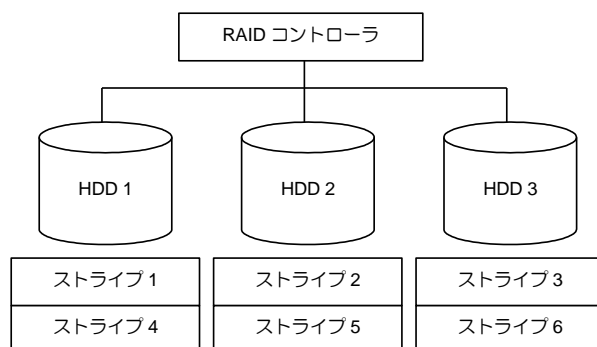 RAID コントローラ
HDD 1
HDD 2
HDD 3
ストライプ 1
ストライプ 2
ストライプ 3
ストライプ 4
ストライプ 5
ストライプ 6